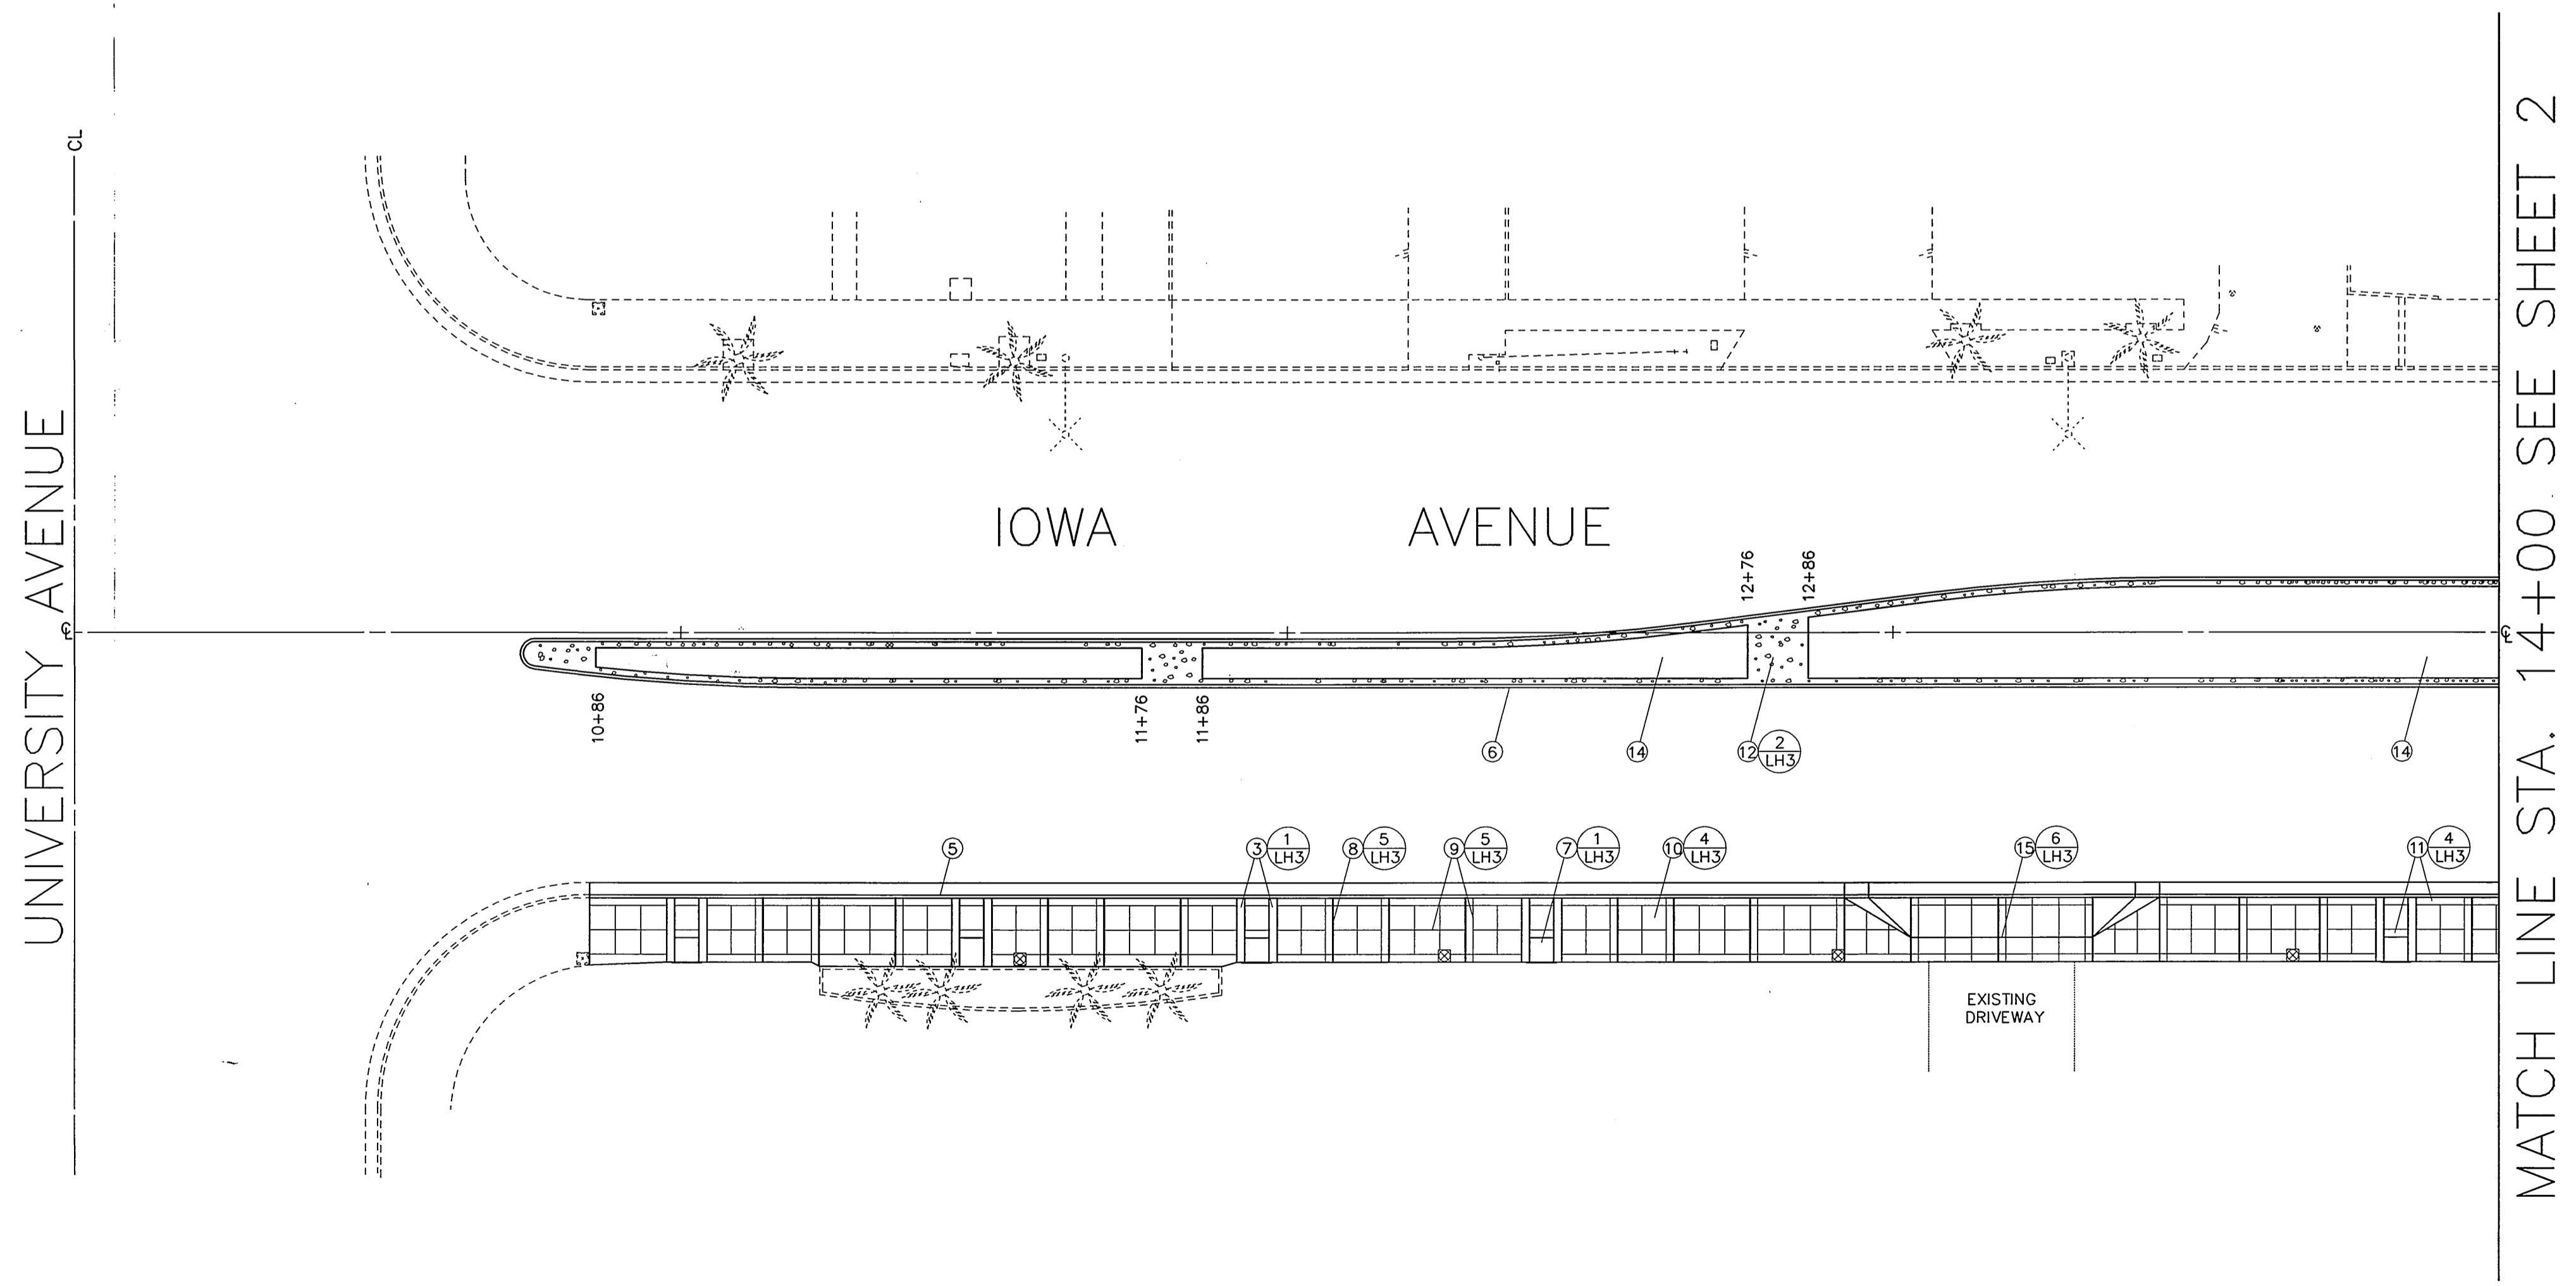 UNIVERSITY AVENUE
CL
CL
IOWA AVENUE
12+76
12+86
10+86
11+76
11+86
6
14
12 2 LH3
14
CL
5
3 1 LH3
8 5 LH3
9 5 LH3
7 1 LH3
10 4 LH3
15 6 LH3
11 4 LH3
EXISTING
DRIVEWAY
MATCH LINE STA. 14+00 SEE SHEET 2